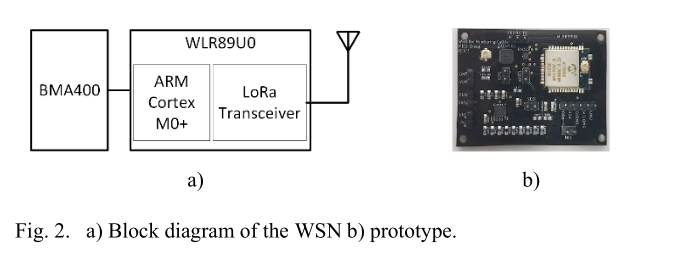 WLR89U0
BMA400
ARM
Cortex
M0+
LoRa
Transceiver
a)
b)
Fig. 2. a) Block diagram of the WSN b) prototype.